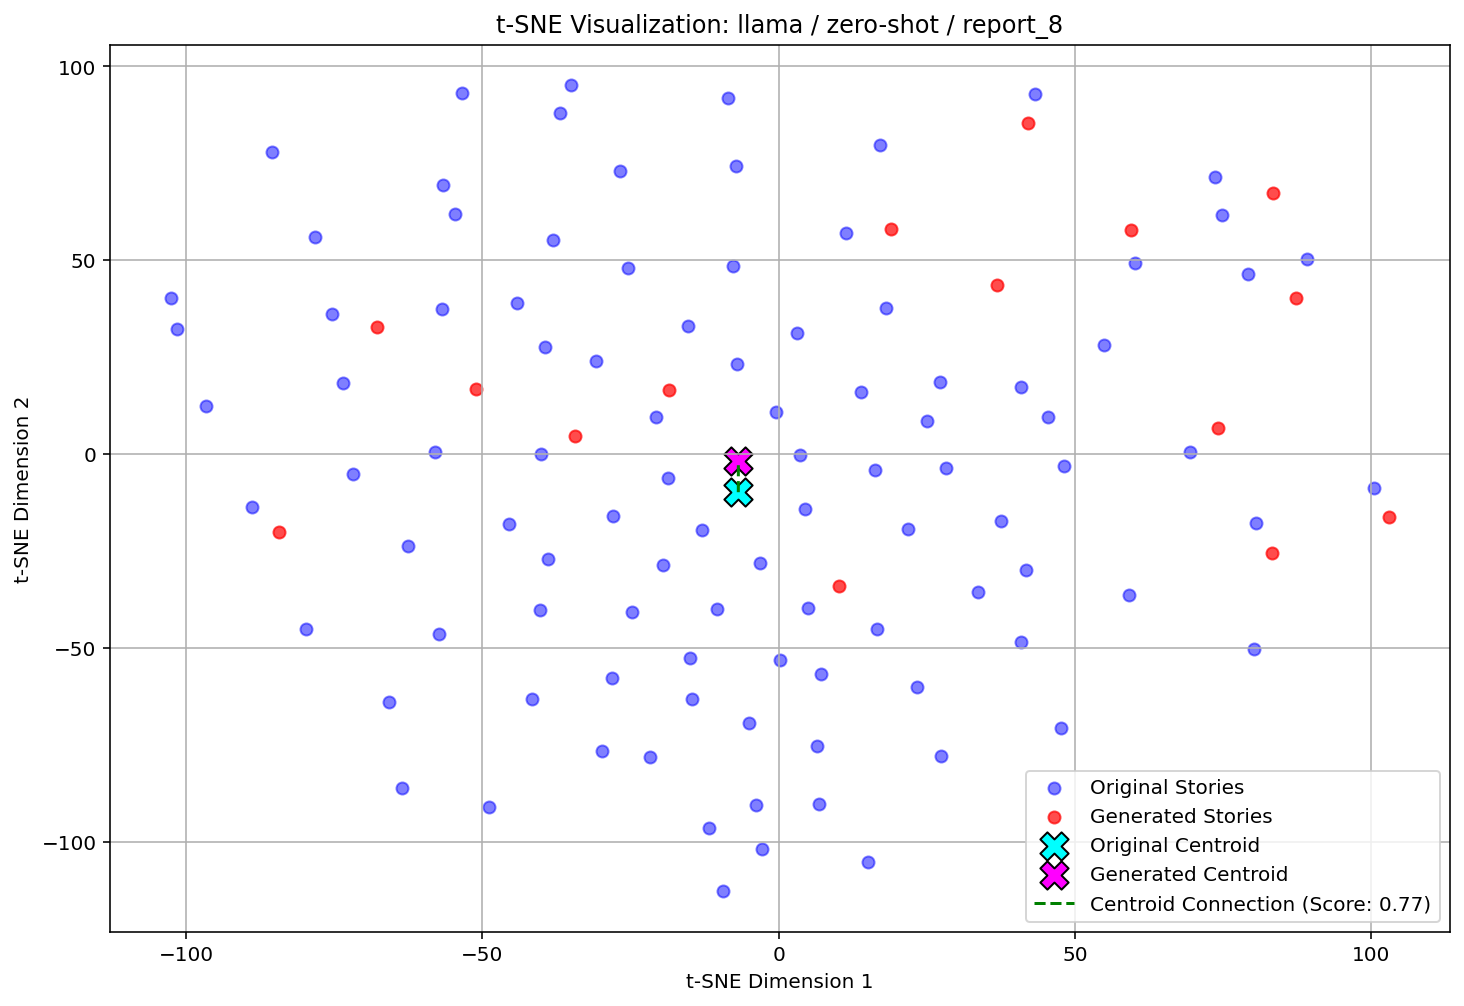 t-SNE Visualization: llama / zero-shot / report_8
100
50
0
−50
−100
t-SNE Dimension 2
−100
−50
0
50
100
t-SNE Dimension 1
Original Stories
Generated Stories
Original Centroid
Generated Centroid
Centroid Connection (Score: 0.77)